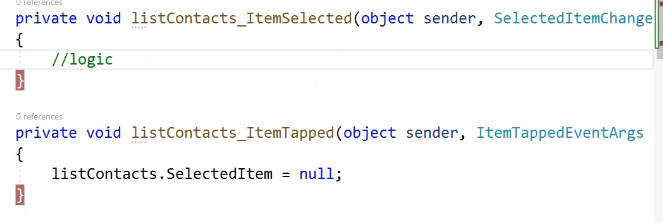 0 references
private void listContacts_ItemSelected(object sender, SelectedItemChange
{
//logic
}
0 references
private void listContacts_ItemTapped(object sender, ItemTappedEventArgs
{
listContacts.SelectedItem = null;
}